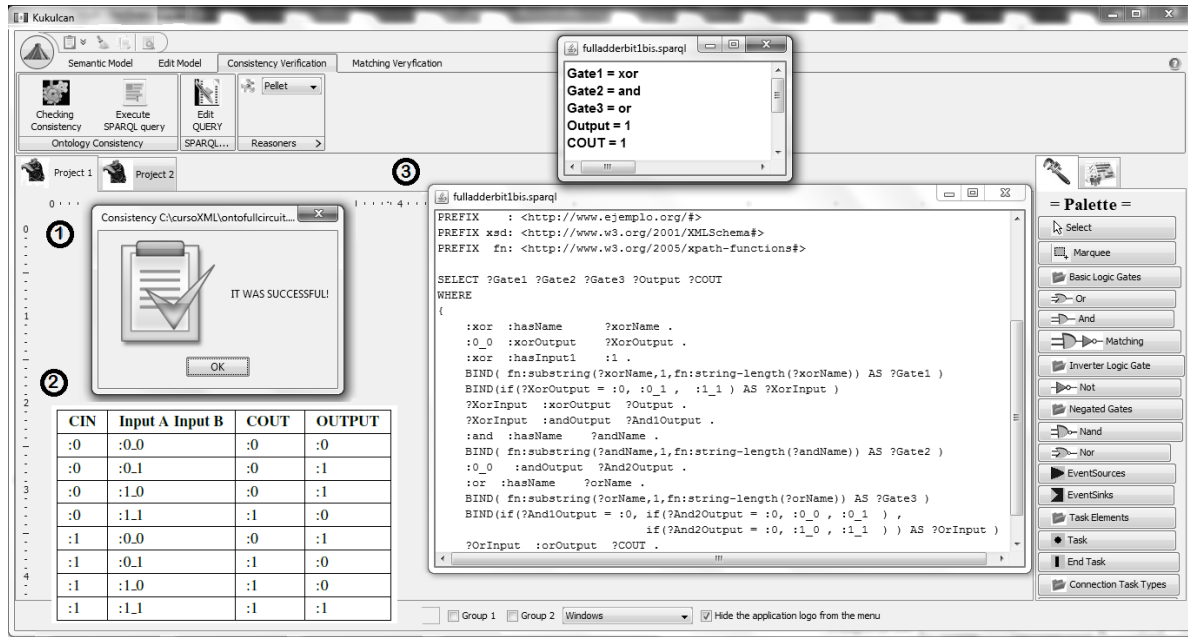 Kukulcan
Semantic Model Edit Model Consistency Verification Matching Veryfication
Checking Consistency
Execute SPARQL query
Edit QUERY
Pellet
Ontology Consistency SPARQL... Reasoners >
Project 1 Project 2
fulladderbit1bis.sparql
Gate1 = xor
Gate2 = and
Gate3 = or
Output = 1
COUT = 1
1
Consistency C:\cursoXML\ontofullcircuit....
IT WAS SUCCESSFUL!
OK
2
CIN Input A Input B COUT OUTPUT
:0 :0_0 :0 :0
:0 :0_1 :0 :1
:0 :1_0 :0 :1
:0 :1_1 :1 :0
:1 :0_0 :0 :1
:1 :0_1 :1 :0
:1 :1_0 :1 :0
:1 :1_1 :1 :1
3
fulladderbit1bis.sparql
PREFIX : <http://www.ejemplo.org/#>
PREFIX xsd: <http://www.w3.org/2001/XMLSchema#>
PREFIX fn: <http://www.w3.org/2005/xpath-functions#>
SELECT ?Gate1 ?Gate2 ?Gate3 ?Output ?COUT
WHERE
{
:xor :hasName ?xorName .
:0_0 :xorOutput ?XorOutput .
:xor :hasInput1 :1 .
BIND( fn:substring(?xorName,1,fn:string-length(?xorName)) AS ?Gate1 )
BIND(if(?XorOutput = :0, :0_1 , :1_1 ) AS ?XorInput )
?XorInput :xorOutput ?Output .
?XorInput :andOutput ?And1Output .
:and :hasName ?andName .
BIND( fn:substring(?andName,1,fn:string-length(?andName)) AS ?Gate2 )
:0_0 :andOutput ?And2Output .
:or :hasName ?orName .
BIND( fn:substring(?orName,1,fn:string-length(?orName)) AS ?Gate3 )
BIND(if(?And1Output = :0, if(?And2Output = :0, :0_0 , :0_1 ) ,
if(?And2Output = :0, :1_0 , :1_1 ) ) AS ?OrInput )
?OrInput :orOutput ?COUT .
= Palette =
Select
Marquee
Basic Logic Gates
Or
And
Matching
Inverter Logic Gate
Not
Negated Gates
Nand
Nor
EventSources
EventSinks
Task Elements
Task
End Task
Connection Task Types
0 1 4
0
1
2
3
4
Group 1 Group 2 Windows Hide the application logo from the menu